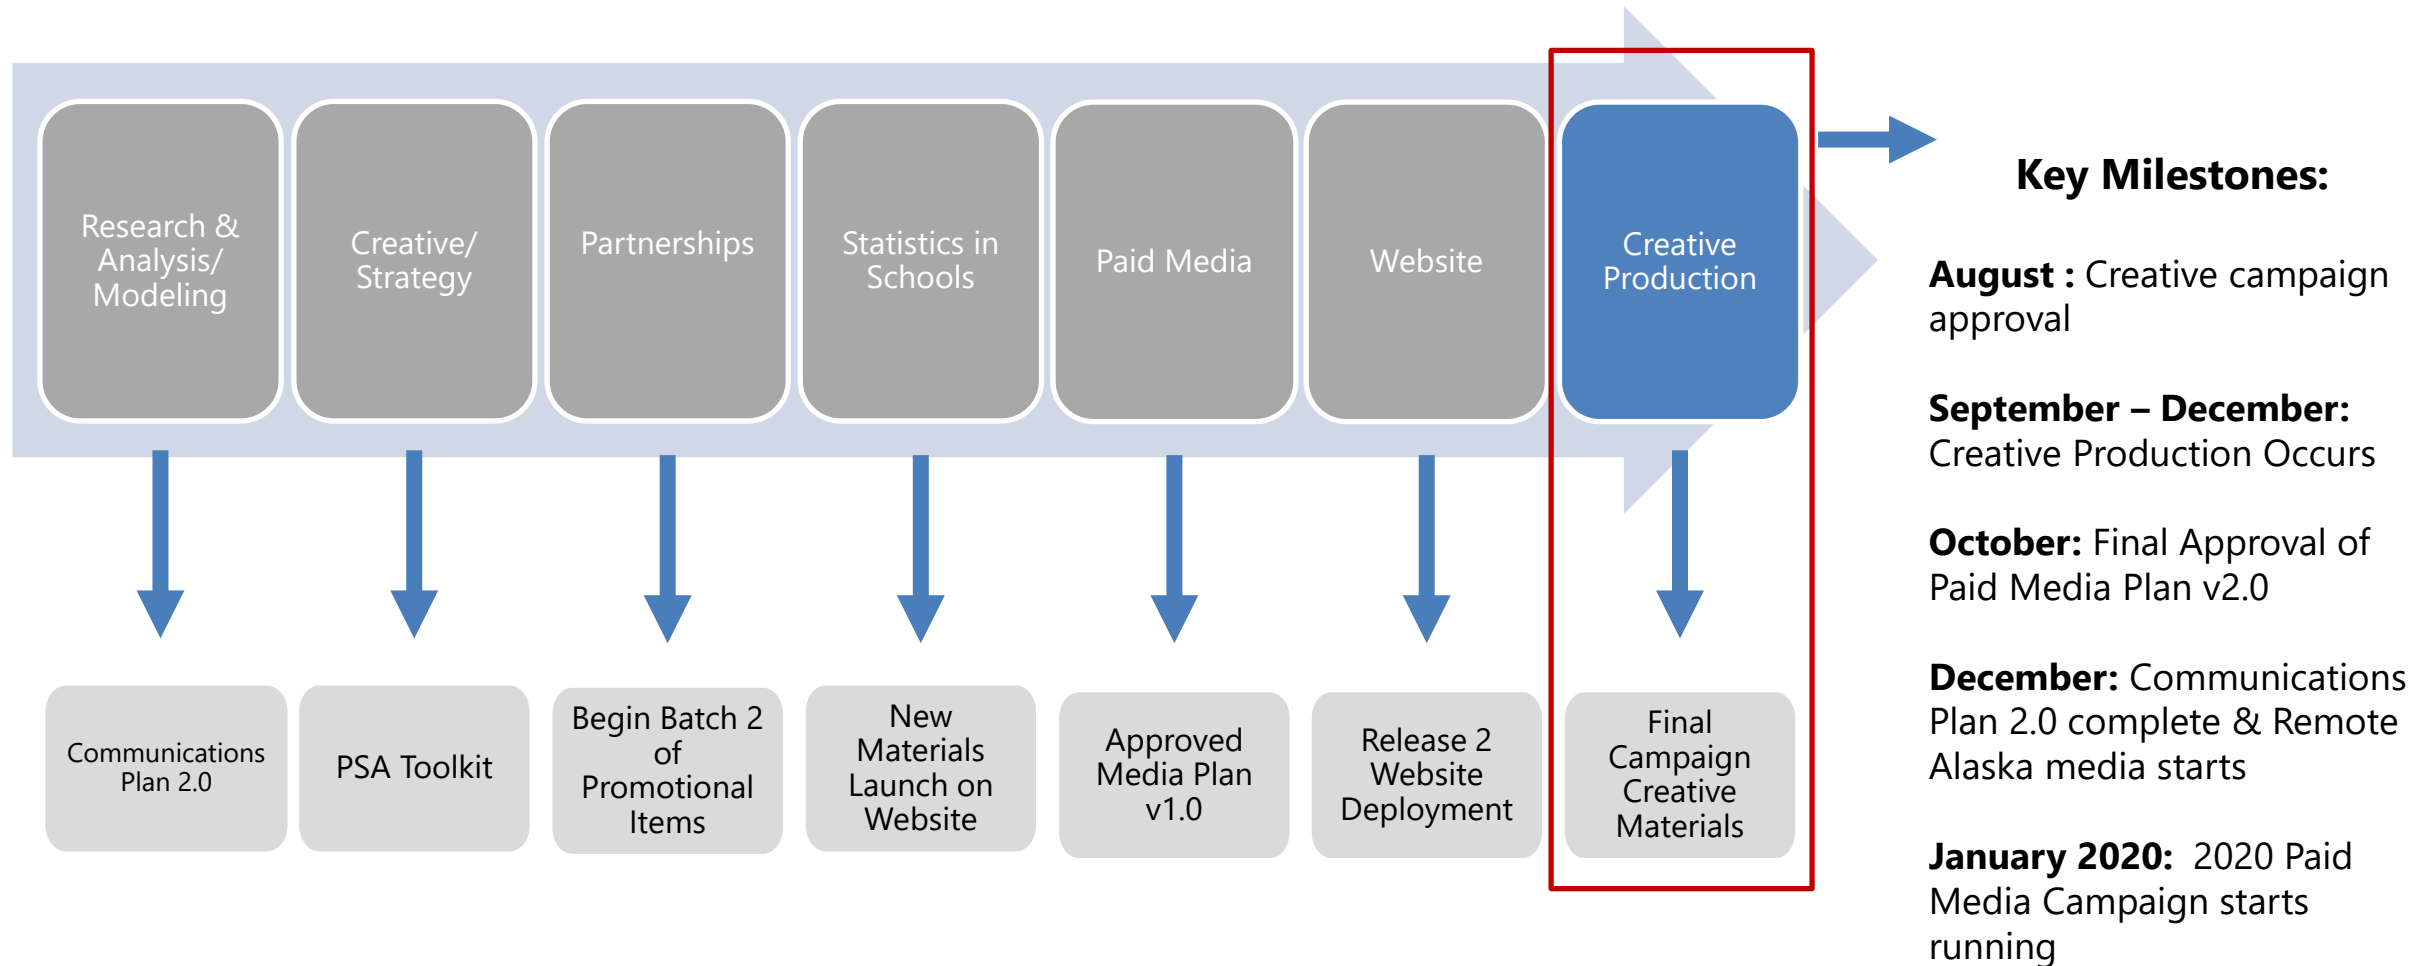 Research &
Analysis/
Modeling
Creative/
Strategy
Partnerships
Statistics in
Schools
Paid Media
Website
Creative
Production
Communications
Plan 2.0
PSA Toolkit
Begin Batch 2
of
Promotional
Items
New
Materials
Launch on
Website
Approved
Media Plan
v1.0
Release 2
Website
Deployment
Final
Campaign
Creative
Materials
Key Milestones:
August : Creative campaign
approval
September – December:
Creative Production Occurs
October: Final Approval of
Paid Media Plan v2.0
December: Communications
Plan 2.0 complete & Remote
Alaska media starts
January 2020: 2020 Paid
Media Campaign starts
running